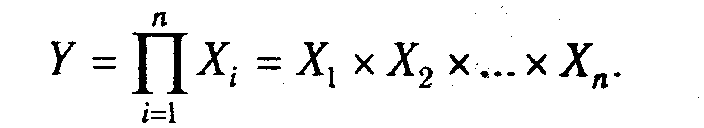 Y = ∏_{i=1}^{n} X_i = X_1 × X_2 × ... × X_n.